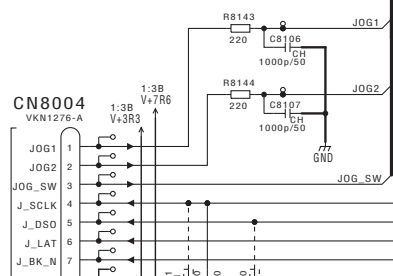 R8143
JOG1
220
C8106
CH
1000p/50
R8144
JOG2
220
C8107
CH
1000p/50
GND
1:3B
V+7R6
1:3B
V+3R3
CN8004
VKN1276-A
JOG1 1
JOG2 2
JOG_SW 3
JOG_SW
J_SCLK 4
J_DSO 5
J_LAT 6
J_BK_N 7